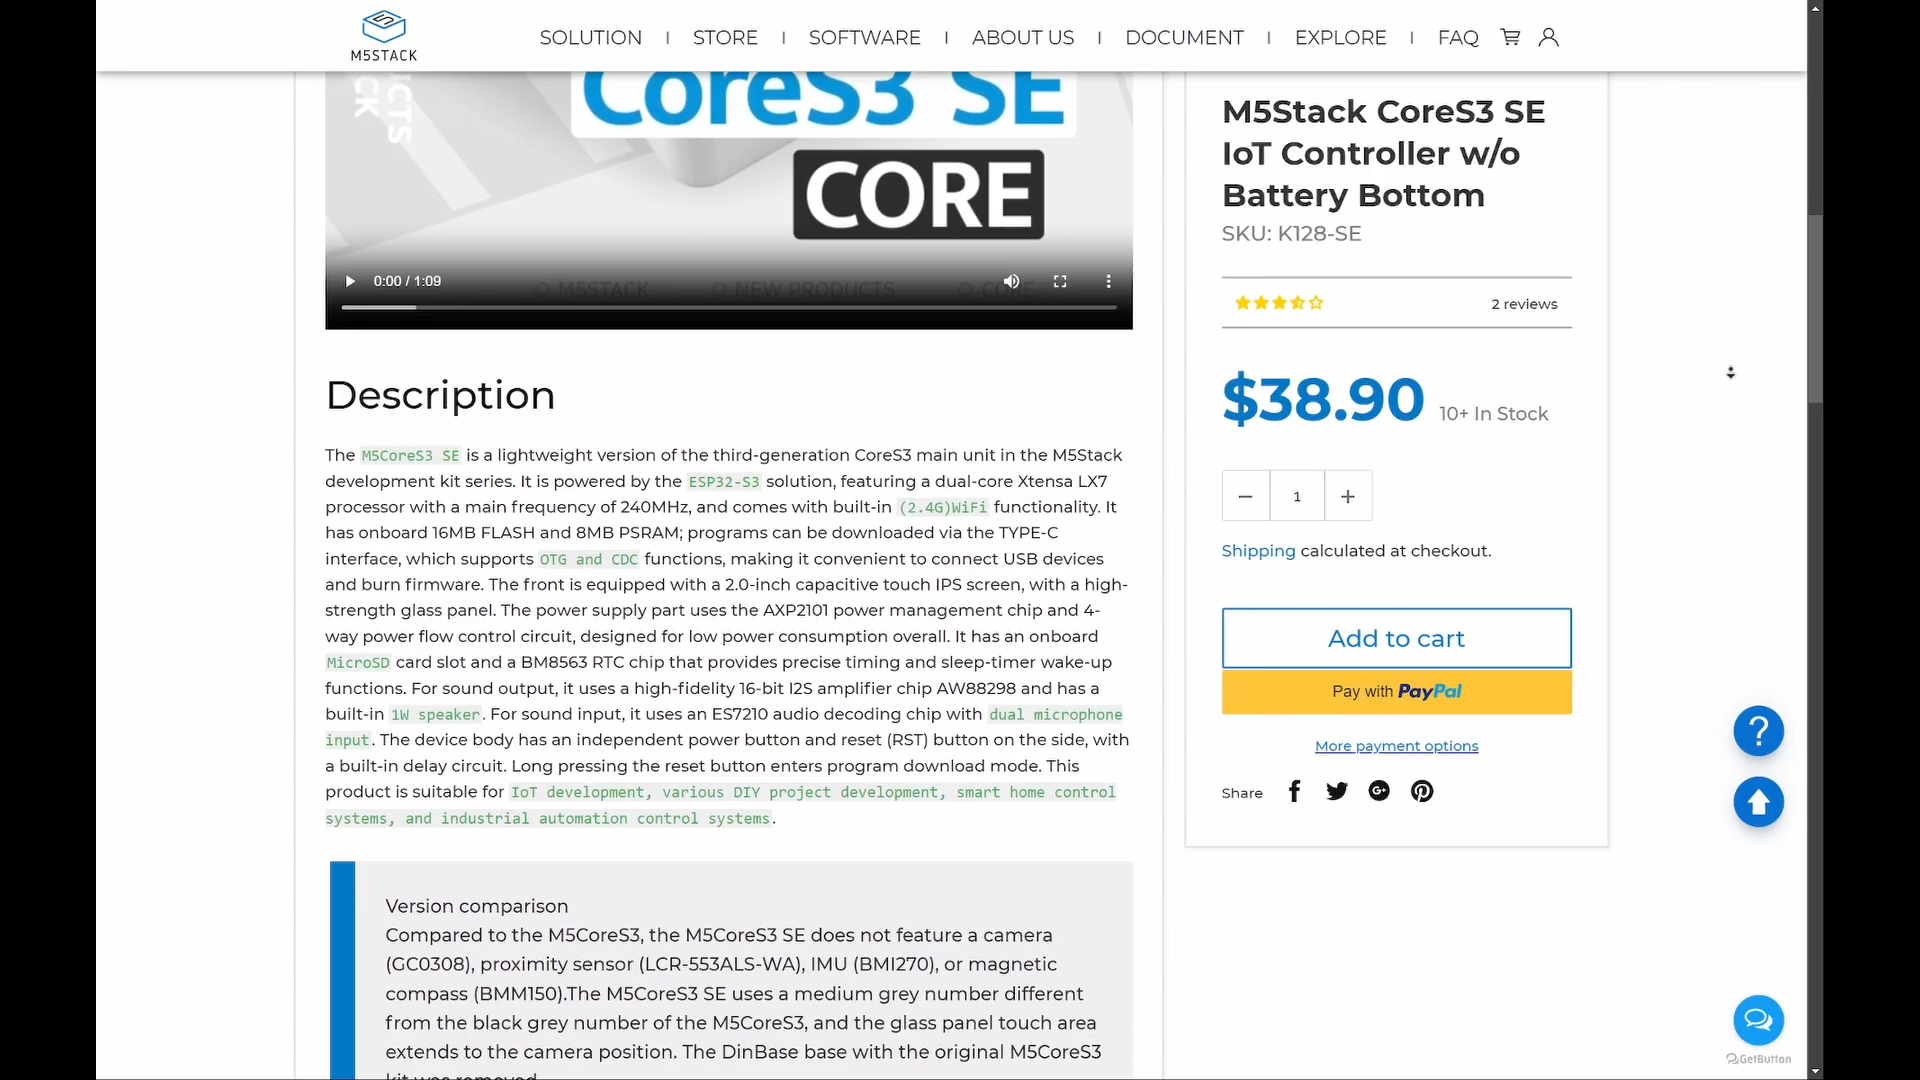 M5STACK
SOLUTION | STORE | SOFTWARE | ABOUT US | DOCUMENT | EXPLORE | FAQ
CoreS3 SE
CORE
M5STACK NEW PRODUCTS CORE
0:00 / 1:09
Description
The M5CoreS3 SE is a lightweight version of the third-generation CoreS3 main unit in the M5Stack
development kit series. It is powered by the ESP32-S3 solution, featuring a dual-core Xtensa LX7
processor with a main frequency of 240MHz, and comes with built-in (2.4G)WiFi functionality. It
has onboard 16MB FLASH and 8MB PSRAM; programs can be downloaded via the TYPE-C
interface, which supports OTG and CDC functions, making it convenient to connect USB devices
and burn firmware. The front is equipped with a 2.0-inch capacitive touch IPS screen, with a high-
strength glass panel. The power supply part uses the AXP2101 power management chip and 4-
way power flow control circuit, designed for low power consumption overall. It has an onboard
MicroSD card slot and a BM8563 RTC chip that provides precise timing and sleep-timer wake-up
functions. For sound output, it uses a high-fidelity 16-bit I2S amplifier chip AW88298 and has a
built-in 1W speaker. For sound input, it uses an ES7210 audio decoding chip with dual microphone
input. The device body has an independent power button and reset (RST) button on the side, with
a built-in delay circuit. Long pressing the reset button enters program download mode. This
product is suitable for IoT development, various DIY project development, smart home control
systems, and industrial automation control systems.
Version comparison
Compared to the M5CoreS3, the M5CoreS3 SE does not feature a camera
(GC0308), proximity sensor (LCR-553ALS-WA), IMU (BMI270), or magnetic
compass (BMM150).The M5CoreS3 SE uses a medium grey number different
from the black grey number of the M5CoreS3, and the glass panel touch area
extends to the camera position. The DinBase base with the original M5CoreS3
kit was removed
M5Stack CoreS3 SE
IoT Controller w/o
Battery Bottom
SKU: K128-SE
2 reviews
$38.90 10+ In Stock
− 1 +
Shipping calculated at checkout.
Add to cart
Pay with PayPal
More payment options
Share
?
GetButton